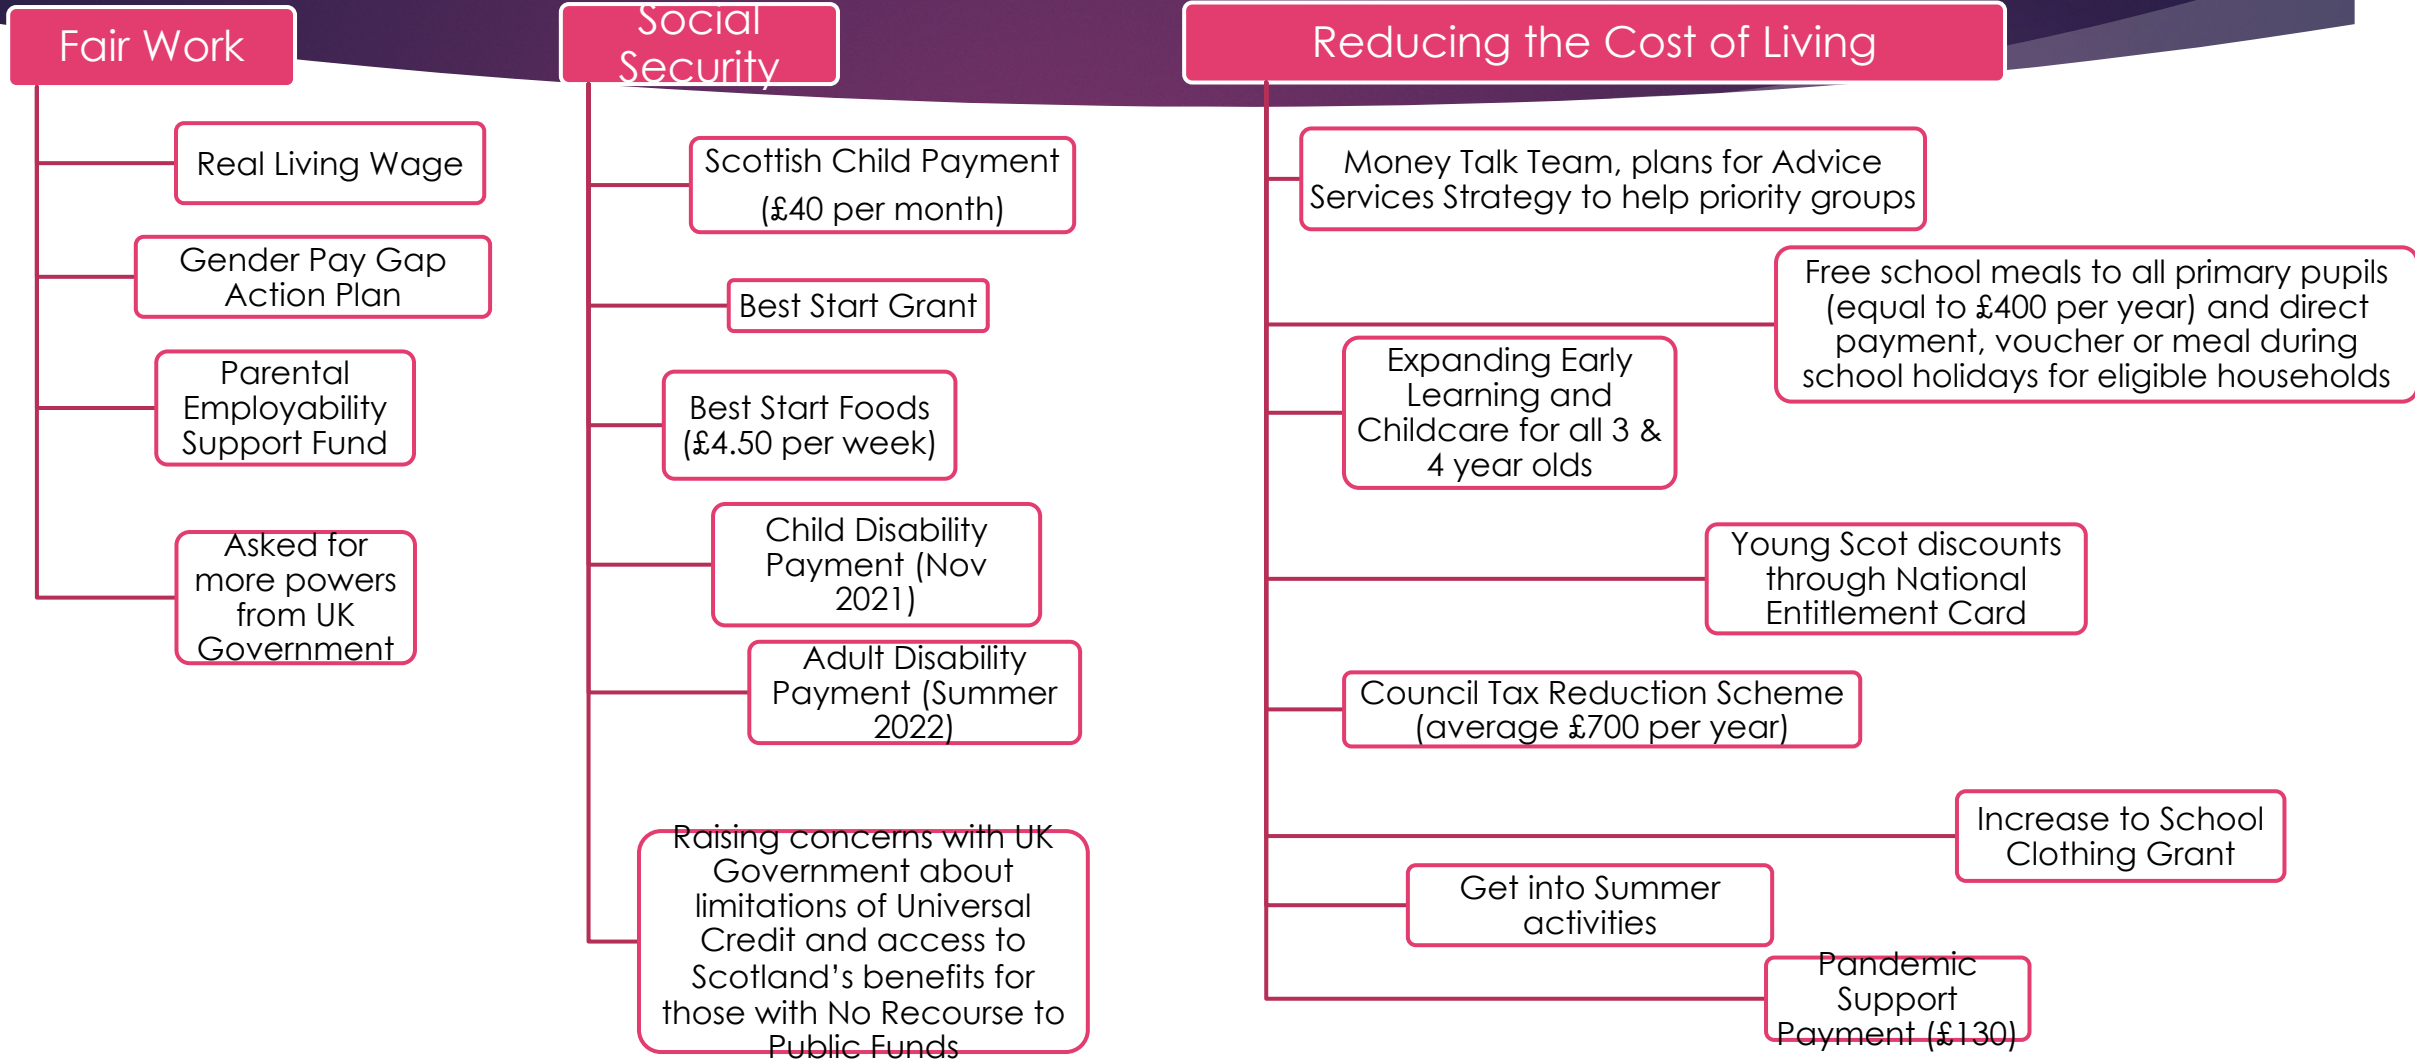 Fair Work
Real Living Wage
Gender Pay Gap
Action Plan
Parental
Employability
Support Fund
Asked for
more powers
from UK
Government
Social
Security
Scottish Child Payment
(£40 per month)
Best Start Grant
Best Start Foods
(£4.50 per week)
Child Disability
Payment (Nov
2021)
Adult Disability
Payment (Summer
2022)
Raising concerns with UK
Government about
limitations of Universal
Credit and access to
Scotland’s benefits for
those with No Recourse to
Public Funds
Reducing the Cost of Living
Money Talk Team, plans for Advice
Services Strategy to help priority groups
Free school meals to all primary pupils
(equal to £400 per year) and direct
payment, voucher or meal during
school holidays for eligible households
Expanding Early
Learning and
Childcare for all 3 &
4 year olds
Young Scot discounts
through National
Entitlement Card
Council Tax Reduction Scheme
(average £700 per year)
Increase to School
Clothing Grant
Get into Summer
activities
Pandemic
Support
Payment (£130)